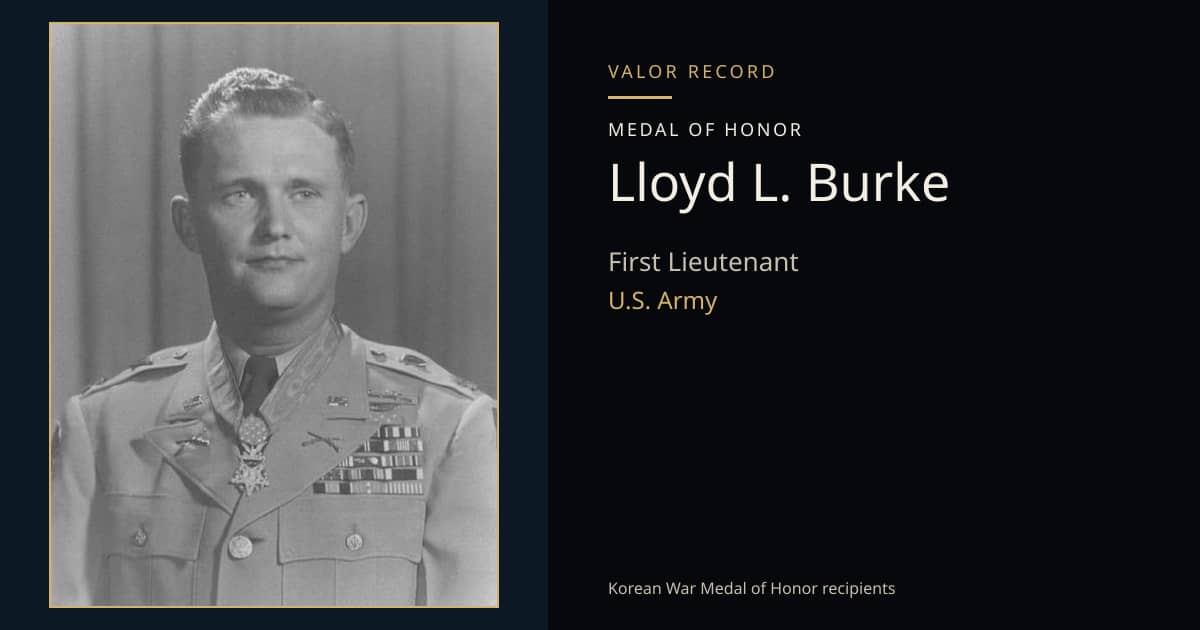 VALOR RECORD
MEDAL OF HONOR
Lloyd L. Burke
First Lieutenant
U.S. Army
Korean War Medal of Honor recipients